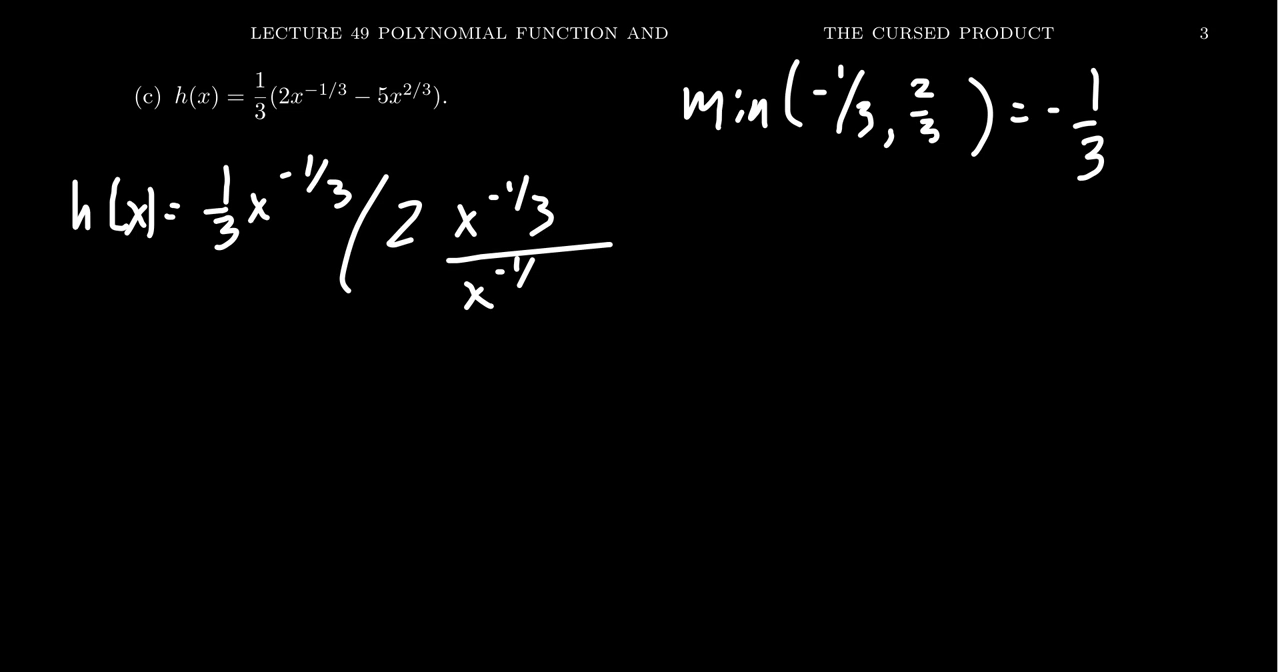 LECTURE 49 POLYNOMIAL FUNCTION AND THE CURSED PRODUCT 3
(c) h(x) = 1/3(2x^{-1/3} − 5x^{2/3}).
min(-1/3, 2/3) = -1/3
h(x) = 1/3 x^{-1/3} (2 x^{-1/3} / x^{-1/